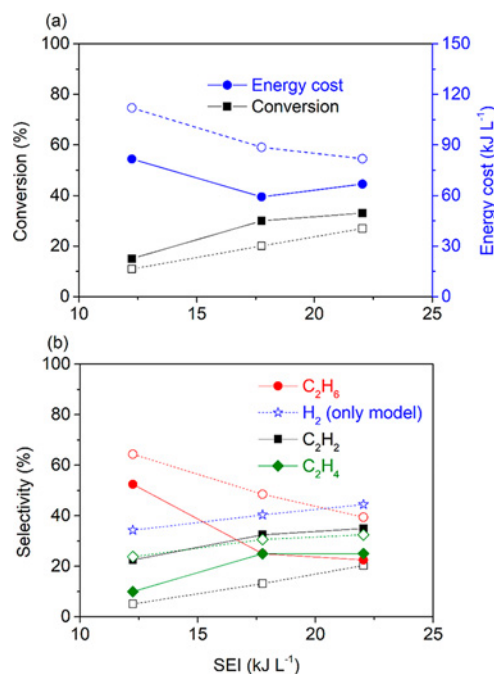 (a)
100
80
60
40
20
0
Conversion (%)
150
120
90
60
30
0
Energy cost (kJ L⁻¹)
Energy cost
Conversion
10 15 20 25
(b)
100
80
60
40
20
0
Selectivity (%)
C₂H₆
H₂ (only model)
C₂H₂
C₂H₄
10 15 20 25
SEI (kJ L⁻¹)